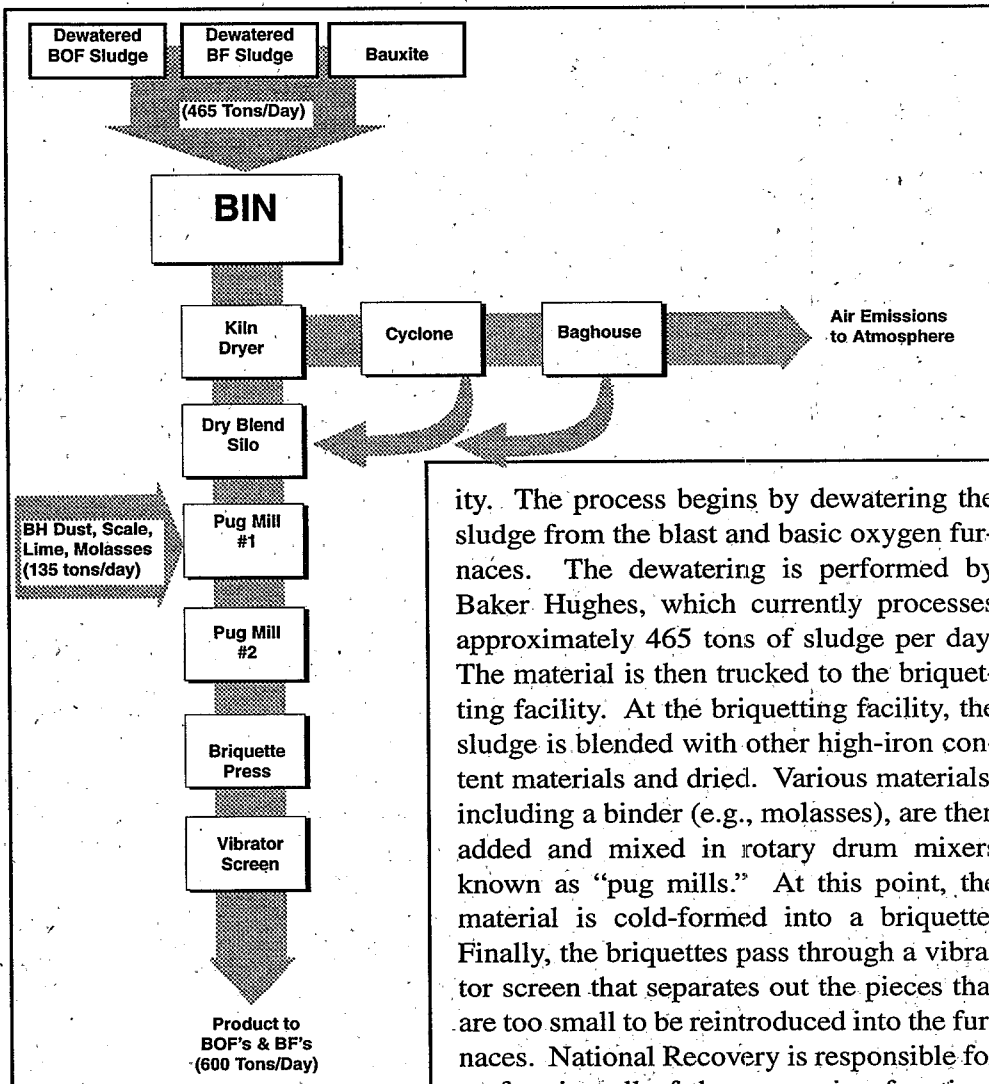 Dewatered
BOF Sludge
Dewatered
BF Sludge
Bauxite
(465 Tons/Day)
BIN
Kiln
Dryer
Cyclone
Baghouse
Air Emissions
to Atmosphere
Dry Blend
Silo
BH Dust, Scale,
Lime, Molasses
(135 tons/day)
Pug Mill
#1
Pug Mill
#2
Briquette
Press
Vibrator
Screen
Product to
BOF's & BF's
(600 Tons/Day)
ity. The process begins by dewatering the
sludge from the blast and basic oxygen fur-
naces. The dewatering is performed by
Baker Hughes, which currently processes
approximately 465 tons of sludge per day
The material is then trucked to the briquet-
ting facility. At the briquetting facility, the
sludge is blended with other high-iron con-
tent materials and dried. Various materials
including a binder (e.g., molasses), are then
added and mixed in rotary drum mixers
known as “pug mills.” At this point, the
material is cold-formed into a briquette
Finally, the briquettes pass through a vibra-
tor screen that separates out the pieces tha
are too small to be reintroduced into the fur-
naces. National Recovery is responsible fo